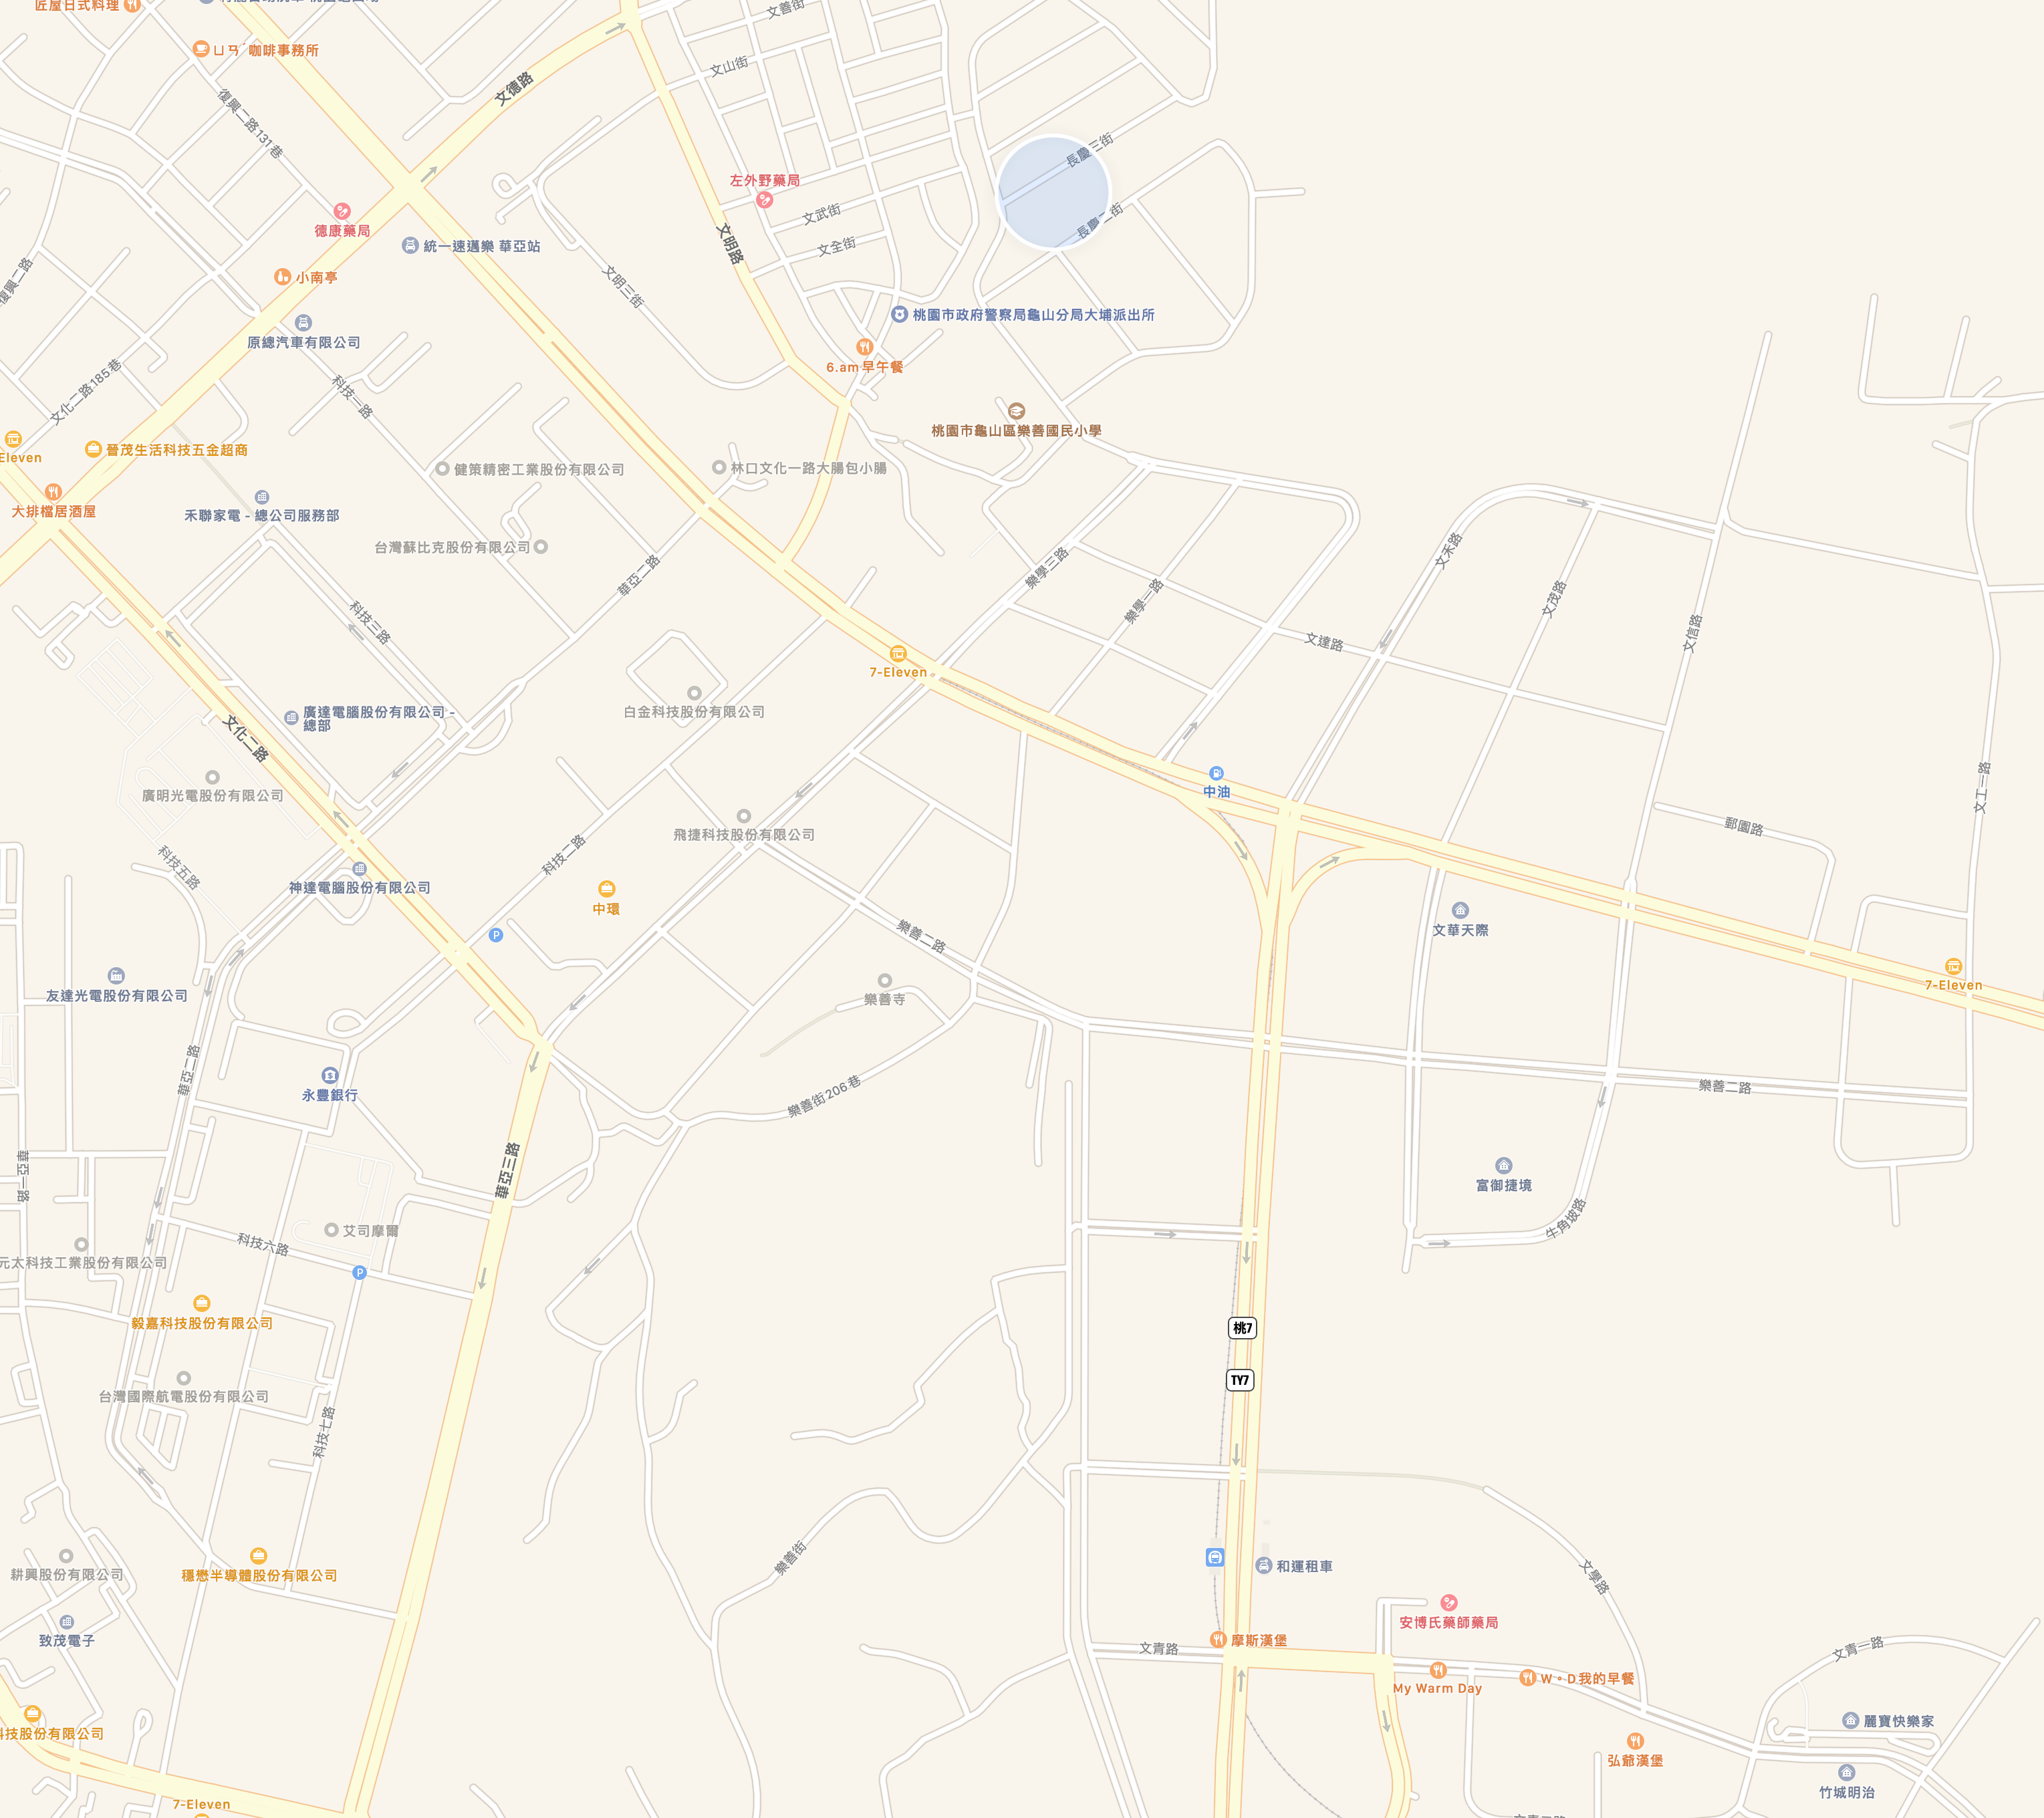 匠屋日式料理
文善街
ㄩㄢˊ咖啡事務所
文山街
文德路
復興二路131巷
長慶三街
左外野藥局
德康藥局
文武街
長慶一街
文明路
文全街
統一速邁樂 華亞站
小南亭
復興二路
文明三街
桃園市政府警察局龜山分局大埔派出所
原總汽車有限公司
6.am早午餐
文化二路185巷
科技一路
桃園市龜山區樂善國民小學
晉茂生活科技五金超商
Eleven
健策精密工業股份有限公司
林口文化一路大腸包小腸
大排檔居酒屋
禾聯家電 - 總公司服務部
台灣蘇比克股份有限公司
文禾路
樂學三路
華亞二路
樂學一路
文茂路
科技三路
文達路
文信路
7-Eleven
廣達電腦股份有限公司 -
總部
白金科技股份有限公司
文化二路
中油
文工一路
廣明光電股份有限公司
飛捷科技股份有限公司
郵園路
科技五路
科技二路
神達電腦股份有限公司
P
中環
文華天際
樂善二路
友達光電股份有限公司
樂善寺
7-Eleven
華亞二路
永豐銀行
樂善街206巷
樂善二路
華亞一路
華亞三路
富御捷境
艾司摩爾
科技六路
牛角坡路
元太科技工業股份有限公司
P
毅嘉科技股份有限公司
桃7
TY7
台灣國際航電股份有限公司
科技七路
樂善街
耕興股份有限公司
穩懋半導體股份有限公司
和運租車
文學路
安博氏藥師藥局
致茂電子
摩斯漢堡
文青路
文青一路
My Warm Day
W。D我的早餐
科技股份有限公司
麗寶快樂家
弘爺漢堡
竹城明治
7-Eleven